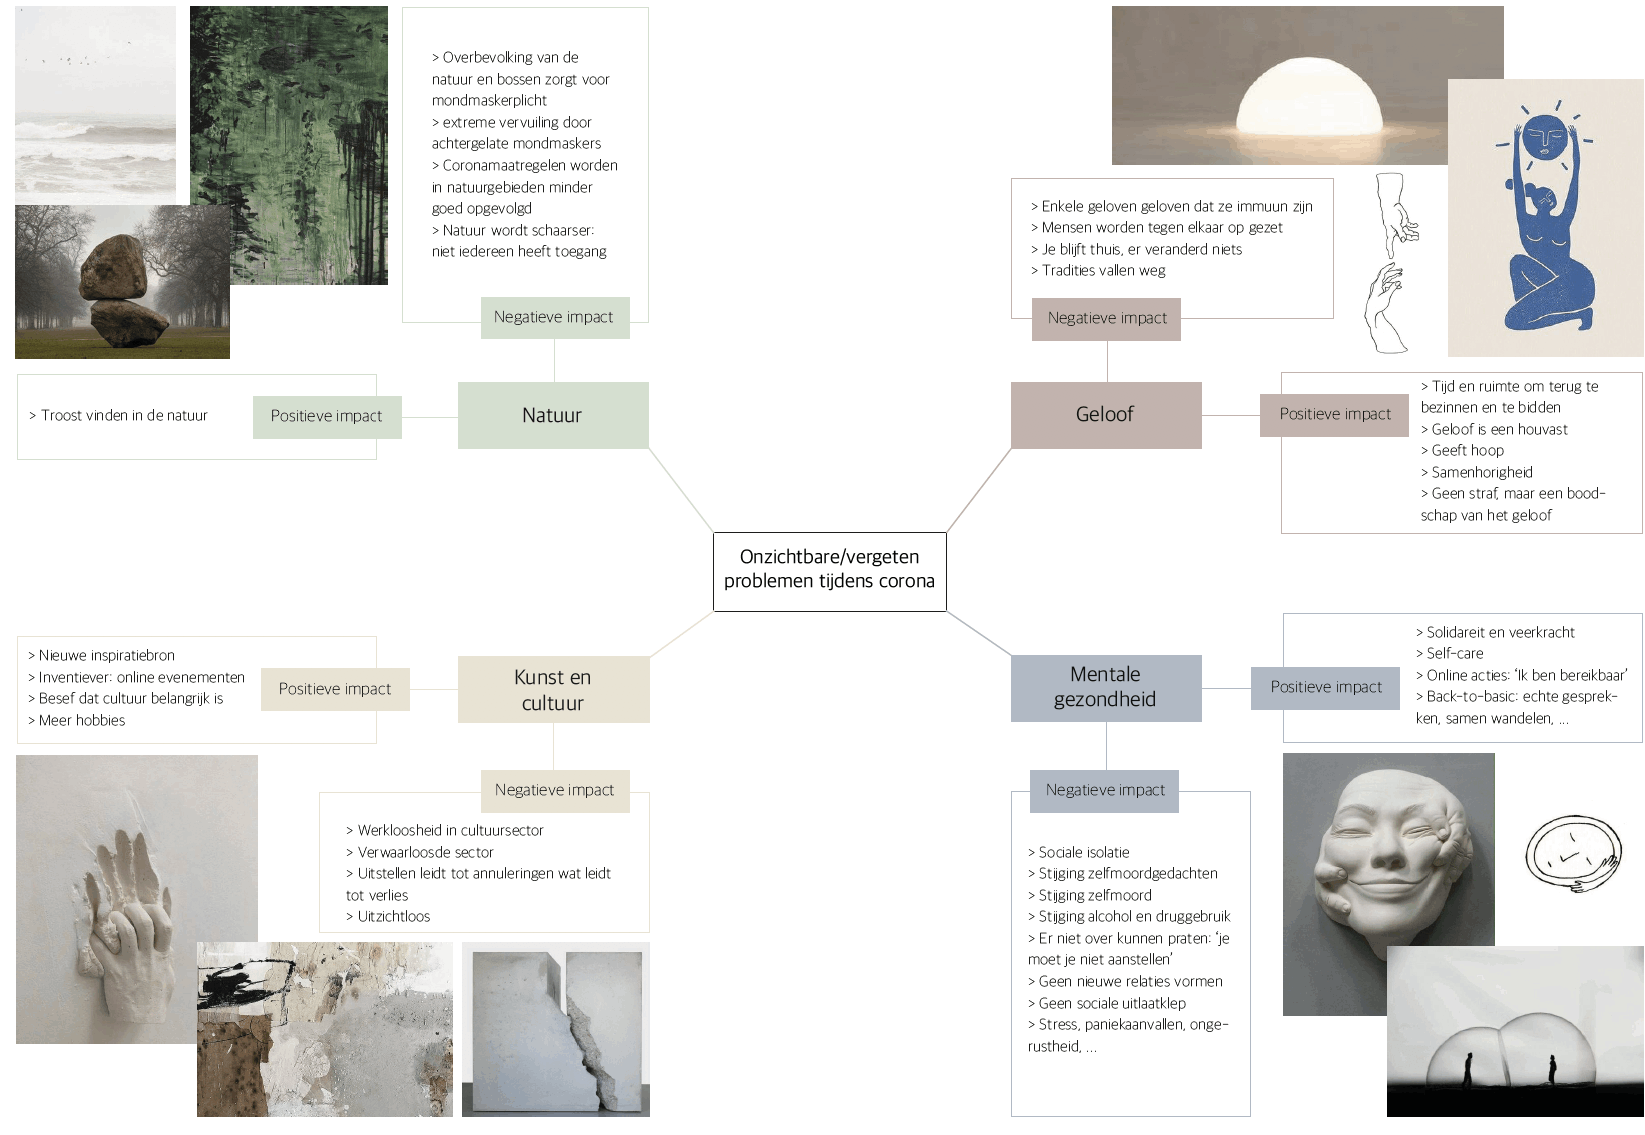 > Overbevolking van de
natuur en bossen zorgt voor
mondmaskerplicht
> extreme vervuiling door
achtergelate mondmaskers
> Coronamaatregelen worden
in natuurgebieden minder
goed opgevolgd
> Natuur wordt schaarser:
niet iedereen heeft toegang
Negatieve impact
> Troost vinden in de natuur
Positieve impact
Natuur
> Enkele geloven geloven dat ze immuun zijn
> Mensen worden tegen elkaar op gezet
> Je blijft thuis, er veranderd niets
> Tradities vallen weg
Negatieve impact
Geloof
Positieve impact
> Tijd en ruimte om terug te
bezinnen en te bidden
> Geloof is een houvast
> Geeft hoop
> Samenhorigheid
> Geen straf, maar een bood-
schap van het geloof
Onzichtbare/vergeten
problemen tijdens corona
> Nieuwe inspiratiebron
> Inventiever: online evenementen
> Besef dat cultuur belangrijk is
> Meer hobbies
Positieve impact
Kunst en
cultuur
Negatieve impact
> Werkloosheid in cultuursector
> Verwaarloosde sector
> Uitstellen leidt tot annuleringen wat leidt
tot verlies
> Uitzichtloos
Mentale
gezondheid
Positieve impact
> Solidareit en veerkracht
> Self-care
> Online acties: ‘Ik ben bereikbaar’
> Back-to-basic: echte gesprek-
ken, samen wandelen, ...
Negatieve impact
> Sociale isolatie
> Stijging zelfmoordgedachten
> Stijging zelfmoord
> Stijging alcohol en druggebruik
> Er niet over kunnen praten: ‘je
moet je niet aanstellen’
> Geen nieuwe relaties vormen
> Geen sociale uitlaatklep
> Stress, paniekaanvallen, onge-
rustheid, ...